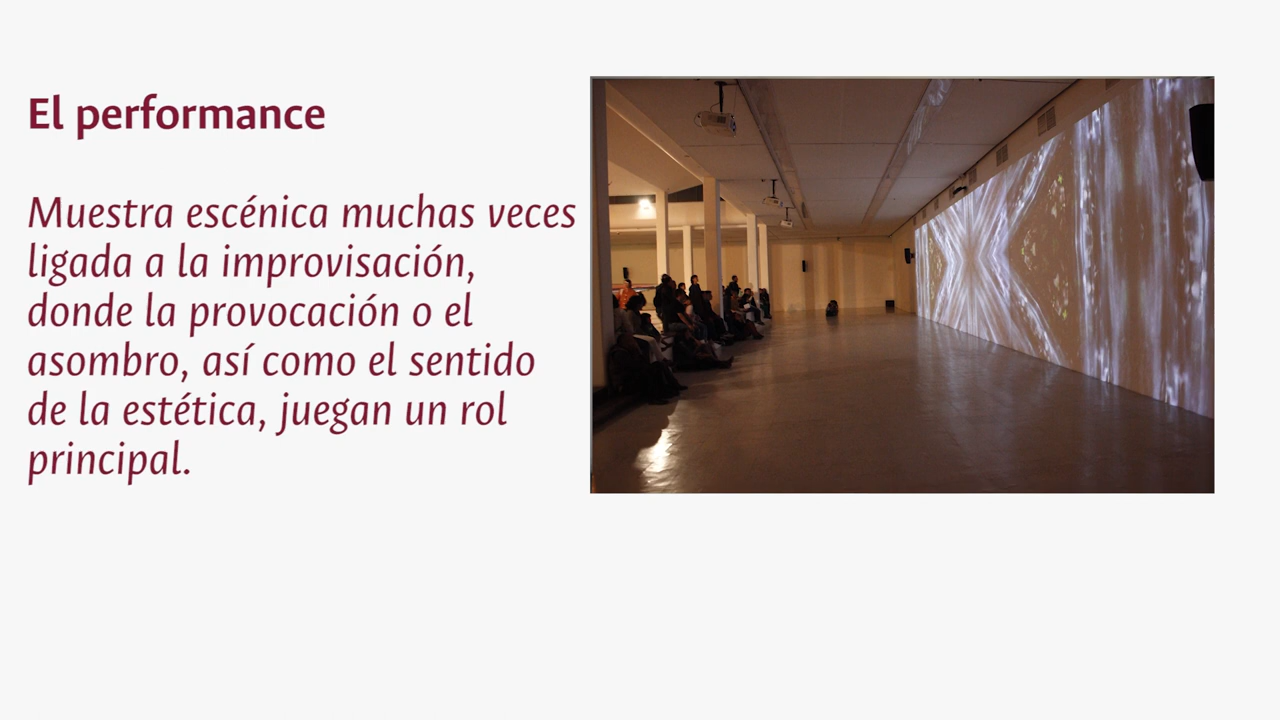 El performance
Muestra escénica muchas veces
ligada a la improvisación,
donde la provocación o el
asombro, así como el sentido
de la estética, juegan un rol
principal.